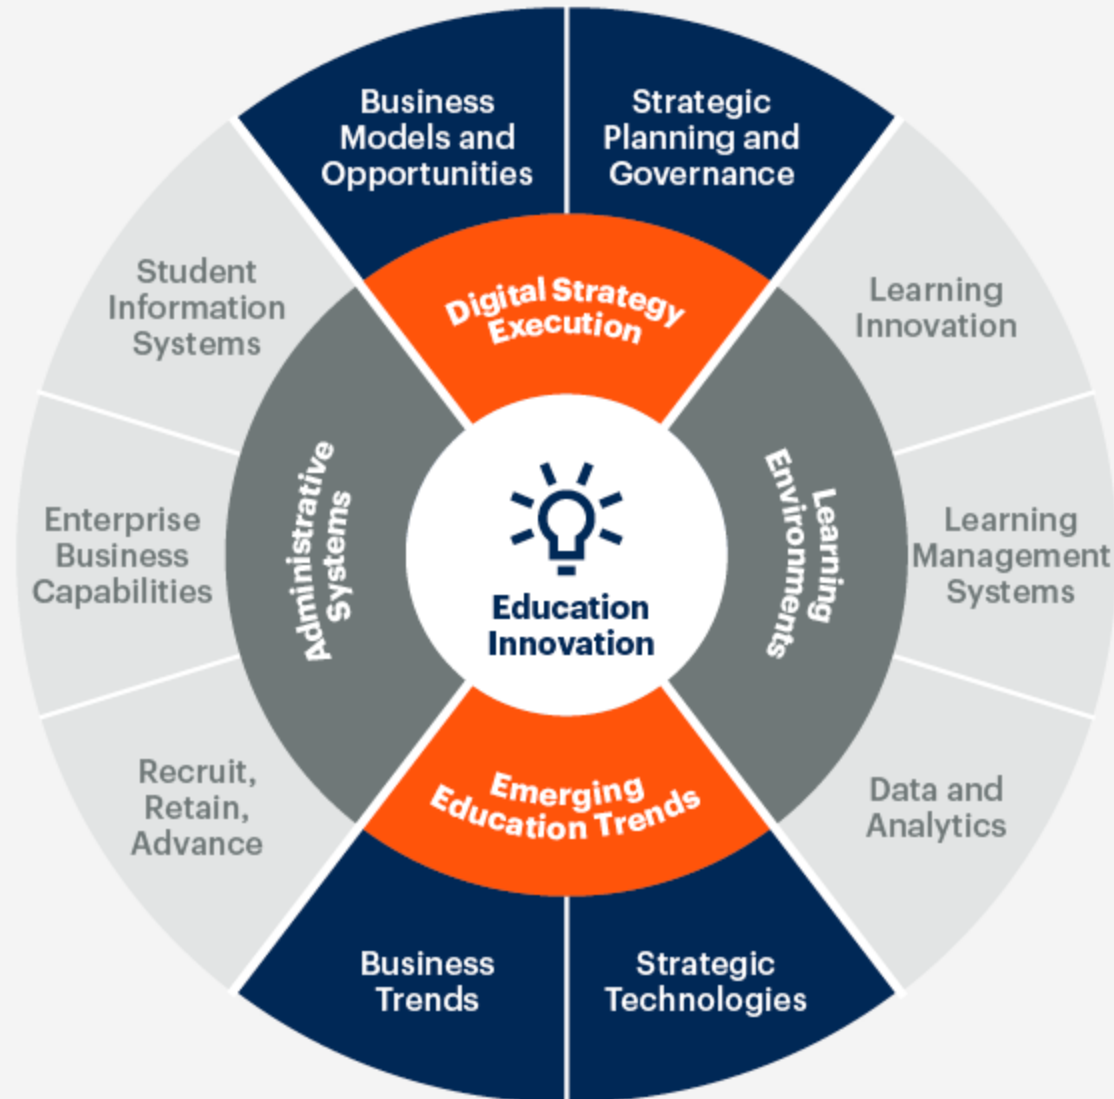 Business
Models and
Opportunities
Strategic
Planning and
Governance
Digital Strategy
Execution
Student
Information
Systems
Learning
Innovation
Administrative
Systems
Enterprise
Business
Capabilities
Education
Innovation
Learning
Environments
Learning
Management
Systems
Recruit,
Retain,
Advance
Data and
Analytics
Emerging
Education Trends
Business
Trends
Strategic
Technologies